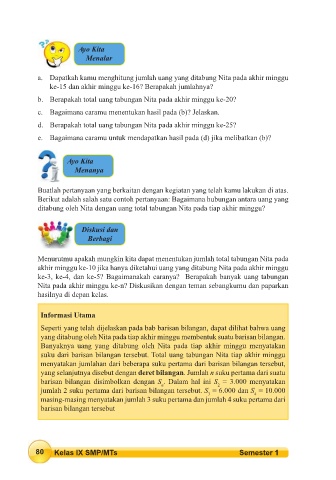 Ayo Kita
Menalar
a. Dapatkah kamu menghitung jumlah uang yang ditabung Nita pada akhir minggu
ke-15 dan akhir minggu ke-16? Berapakah jumlahnya?
b. Berapakah total uang tabungan Nita pada akhir minggu ke-20?
c. Bagaimana caramu menentukan hasil pada (b)? Jelaskan.
d. Berapakah total uang tabungan Nita pada akhir minggu ke-25?
e. Bagaimana caramu untuk mendapatkan hasil pada (d) jika melibatkan (b)?
Ayo Kita
Menanya
Buatlah pertanyaan yang berkaitan dengan kegiatan yang telah kamu lakukan di atas.
Berikut adalah salah satu contoh pertanyaan: Bagaimana hubungan antara uang yang
ditabung oleh Nita dengan uang total tabungan Nita pada tiap akhir minggu?
Diskusi dan
Berbagi
Menurutmu apakah mungkin kita dapat menentukan jumlah total tabungan Nita pada
akhir minggu ke-10 jika hanya diketahui uang yang ditabung Nita pada akhir minggu
ke-3, ke-4, dan ke-5? Bagaimanakah caranya? Berapakah banyak uang tabungan
Nita pada akhir minggu ke-n? Diskusikan dengan teman sebangkumu dan paparkan
hasilnya di depan kelas.
Informasi Utama
Seperti yang telah dijelaskan pada bab barisan bilangan, dapat dilihat bahwa uang
yang ditabung oleh Nita pada tiap akhir minggu membentuk suatu barisan bilangan.
Banyaknya uang yang ditabung oleh Nita pada tiap akhir minggu menyatakan
suku dari barisan bilangan tersebut. Total uang tabungan Nita tiap akhir minggu
menyatakan jumlahan dari beberapa suku pertama dari barisan bilangan tersebut,
yang selanjutnya disebut dengan deret bilangan. Jumlah n suku pertama dari suatu
barisan bilangan disimbolkan dengan Sₙ. Dalam hal ini S₂ = 3.000 menyatakan
jumlah 2 suku pertama dari barisan bilangan tersebut. S₃ = 6.000 dan S₄ = 10.000
masing-masing menyatakan jumlah 3 suku pertama dan jumlah 4 suku pertama dari
barisan bilangan tersebut
80 Kelas IX SMP/MTs Semester 1